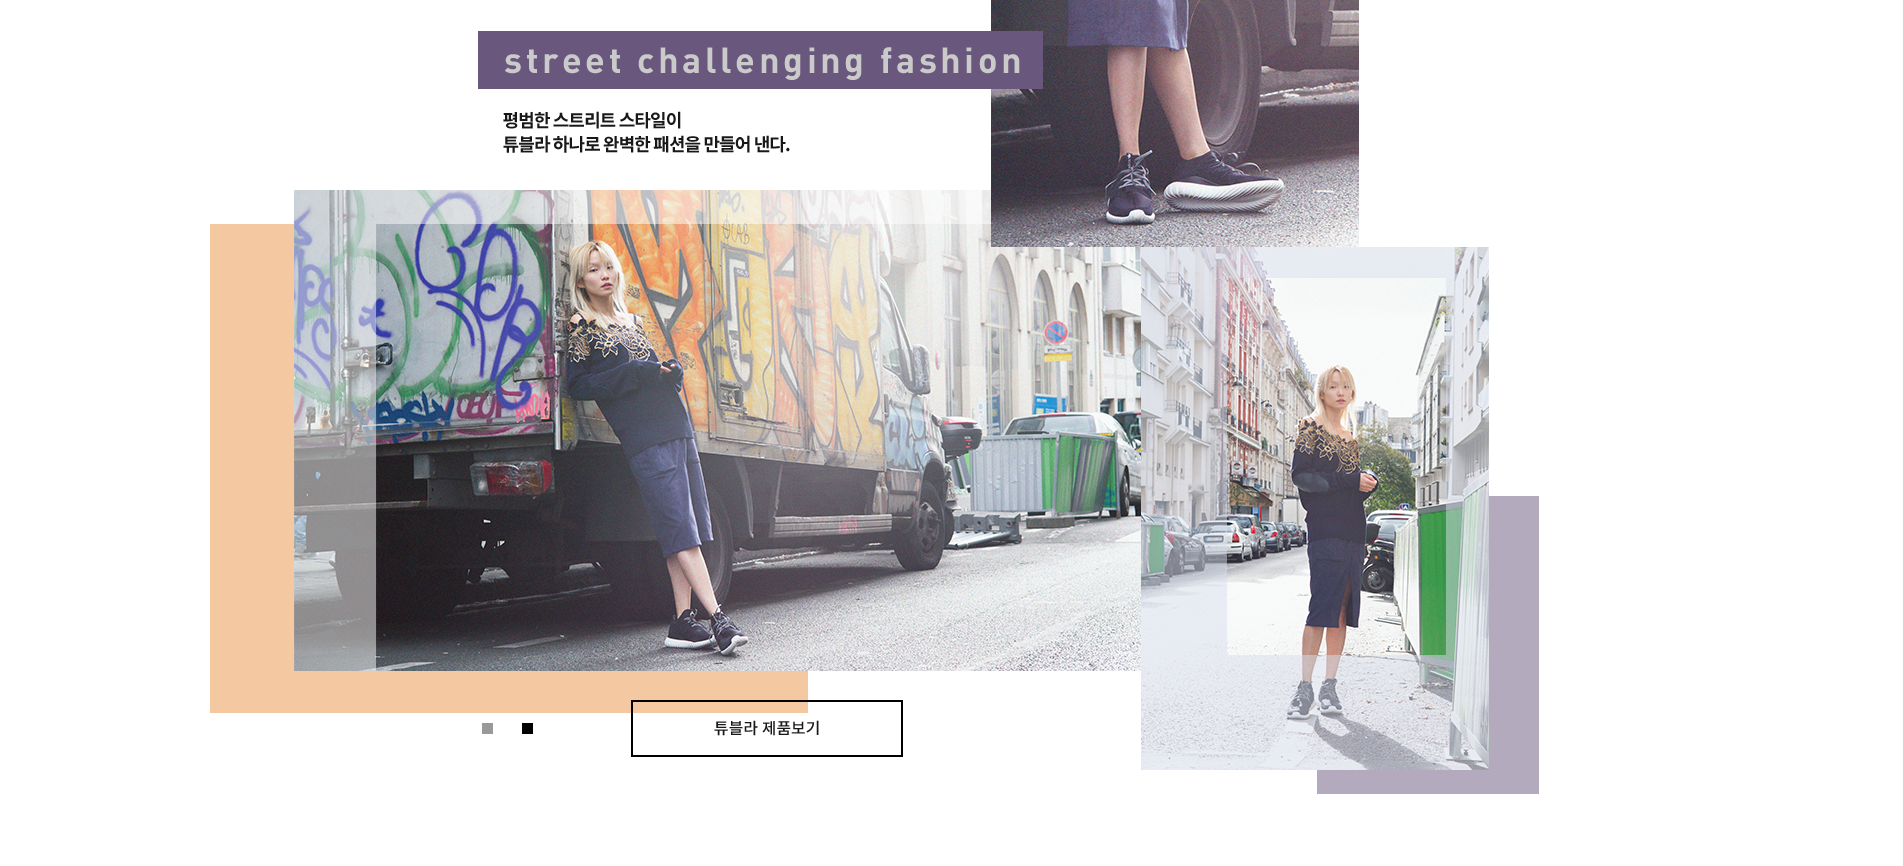 street challenging fashion
평범한 스트리트 스타일이
튜블라 하나로 완벽한 패션을 만들어 낸다.
튜블라 제품보기